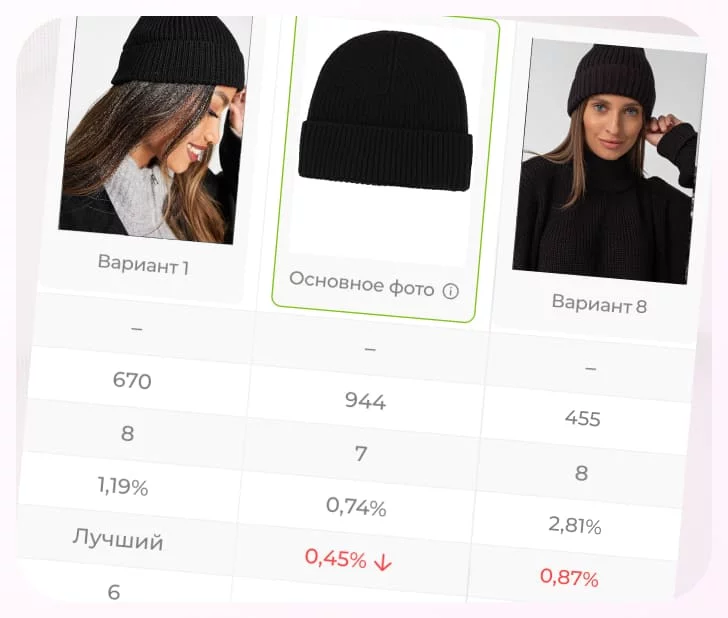 Вариант 1 Основное фото Вариант 8
– – –
670 944 455
8 7 8
1,19% 0,74% 2,81%
Лучший 0,45% ↓ 0,87%
6